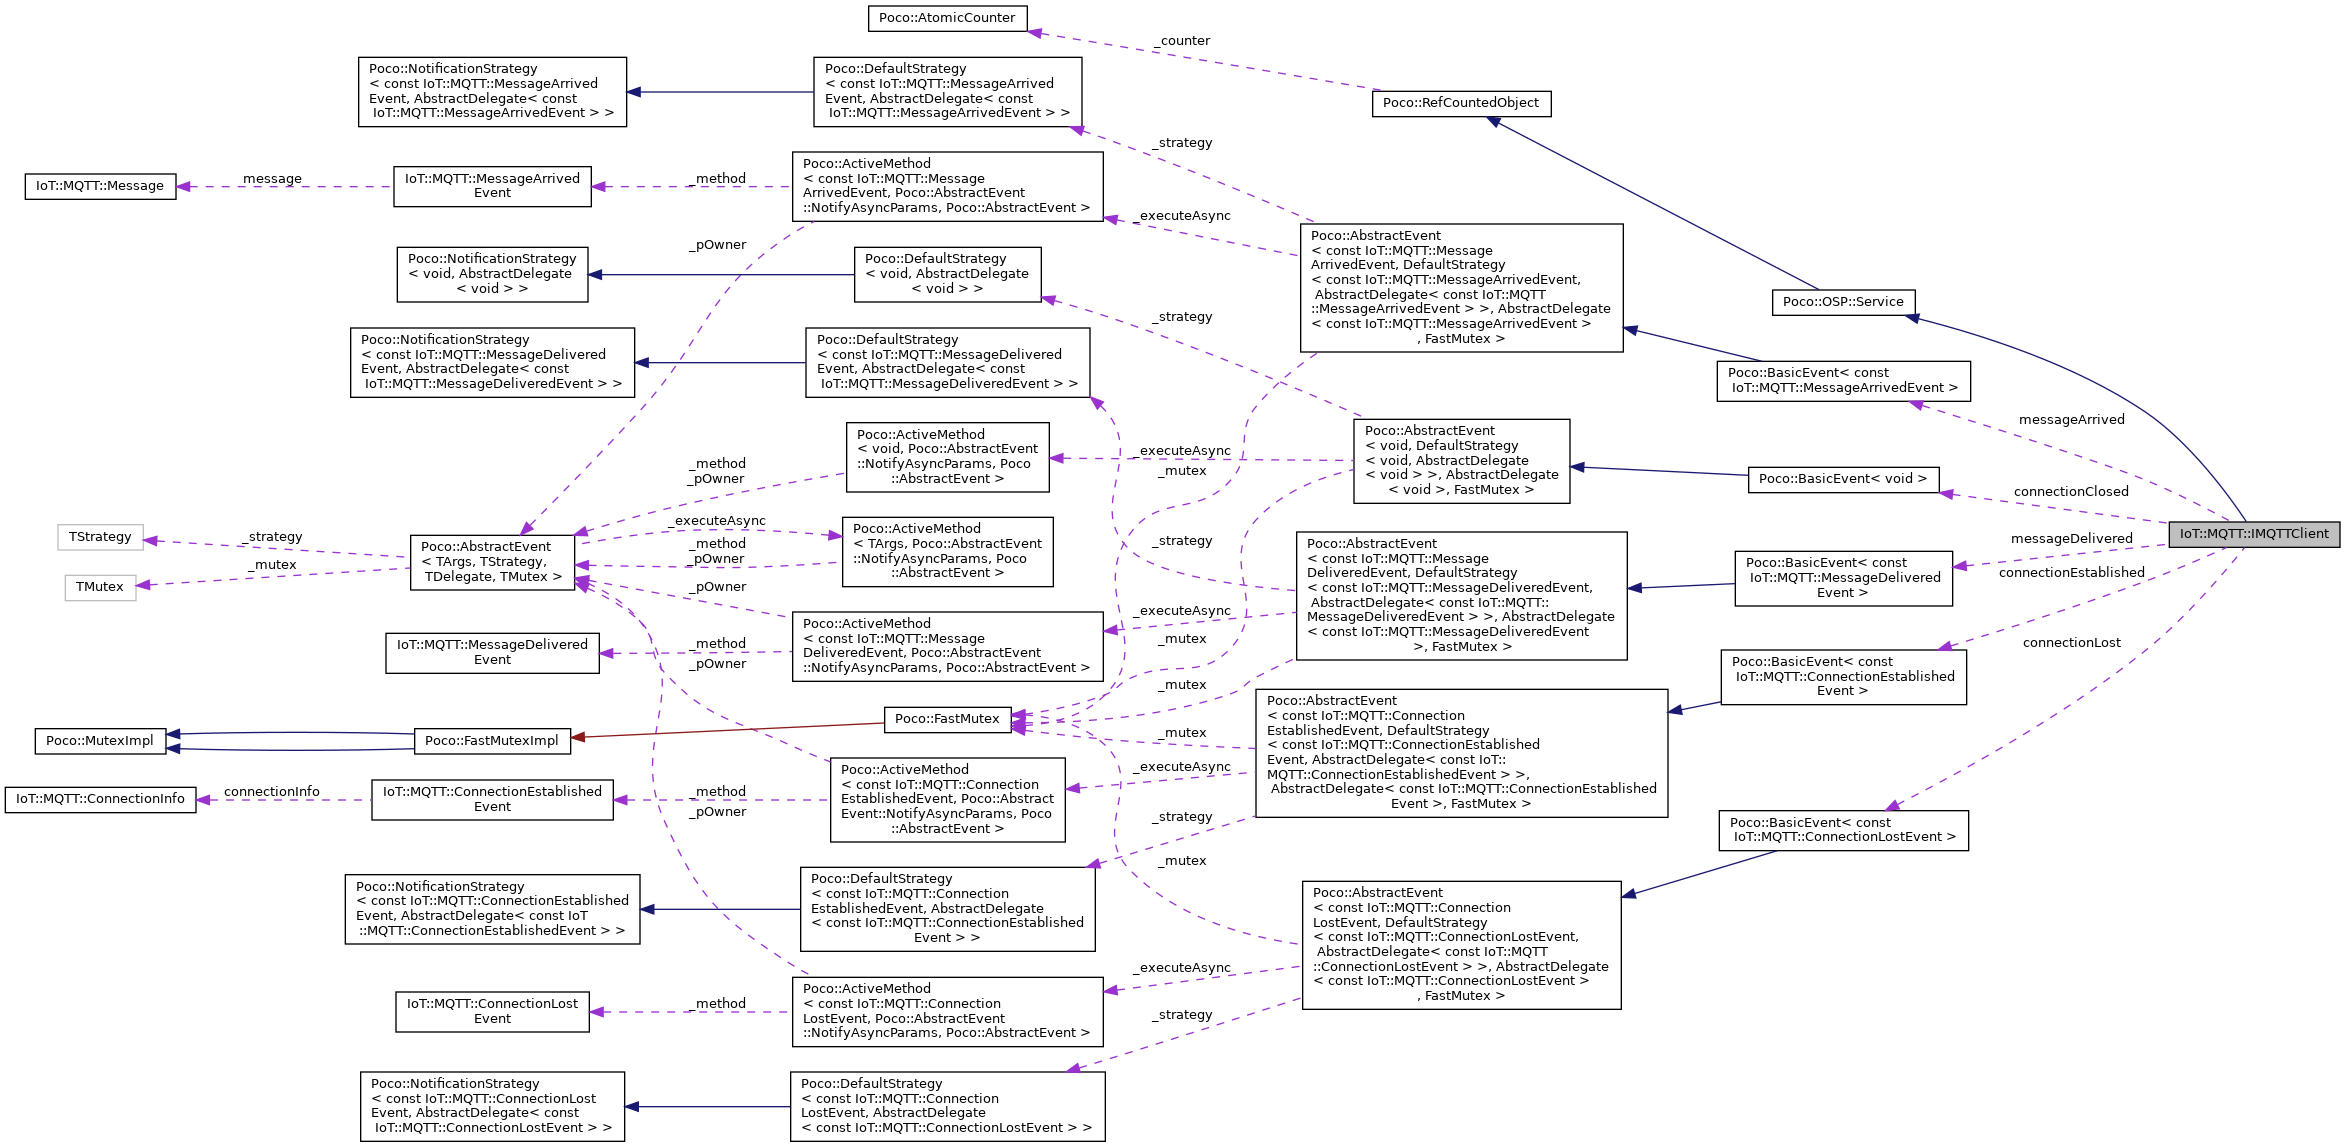 Poco::AtomicCounter
_counter
Poco::NotificationStrategy
< const IoT::MQTT::MessageArrived
Event, AbstractDelegate< const
IoT::MQTT::MessageArrivedEvent > >
Poco::DefaultStrategy
< const IoT::MQTT::MessageArrived
Event, AbstractDelegate< const
IoT::MQTT::MessageArrivedEvent > >
Poco::RefCountedObject
_strategy
IoT::MQTT::Message
message
IoT::MQTT::MessageArrived
Event
_method
Poco::ActiveMethod
< const IoT::MQTT::Message
ArrivedEvent, Poco::AbstractEvent
::NotifyAsyncParams, Poco::AbstractEvent >
_executeAsync
_pOwner
Poco::AbstractEvent
< const IoT::MQTT::Message
ArrivedEvent, DefaultStrategy
< const IoT::MQTT::MessageArrivedEvent,
AbstractDelegate< const IoT::MQTT
::MessageArrivedEvent > >, AbstractDelegate
< const IoT::MQTT::MessageArrivedEvent >
, FastMutex >
Poco::NotificationStrategy
< void, AbstractDelegate
< void > >
Poco::DefaultStrategy
< void, AbstractDelegate
< void > >
_strategy
Poco::OSP::Service
Poco::NotificationStrategy
< const IoT::MQTT::MessageDelivered
Event, AbstractDelegate< const
IoT::MQTT::MessageDeliveredEvent > >
Poco::DefaultStrategy
< const IoT::MQTT::MessageDelivered
Event, AbstractDelegate< const
IoT::MQTT::MessageDeliveredEvent > >
Poco::BasicEvent< const
IoT::MQTT::MessageArrivedEvent >
messageArrived
Poco::ActiveMethod
< void, Poco::AbstractEvent
::NotifyAsyncParams, Poco
::AbstractEvent >
_method
_pOwner
_executeAsync
_mutex
Poco::AbstractEvent
< void, DefaultStrategy
< void, AbstractDelegate
< void > >, AbstractDelegate
< void >, FastMutex >
Poco::BasicEvent< void >
connectionClosed
IoT::MQTT::IMQTTClient
TStrategy
_strategy
TMutex
_mutex
Poco::AbstractEvent
< TArgs, TStrategy,
TDelegate, TMutex >
_executeAsync
_method
_pOwner
Poco::ActiveMethod
< TArgs, Poco::AbstractEvent
::NotifyAsyncParams, Poco
::AbstractEvent >
_strategy
Poco::AbstractEvent
< const IoT::MQTT::Message
DeliveredEvent, DefaultStrategy
< const IoT::MQTT::MessageDeliveredEvent,
AbstractDelegate< const IoT::MQTT::
MessageDeliveredEvent > >, AbstractDelegate
< const IoT::MQTT::MessageDeliveredEvent
>, FastMutex >
messageDelivered
Poco::BasicEvent< const
IoT::MQTT::MessageDelivered
Event >
connectionEstablished
_pOwner
_executeAsync
IoT::MQTT::MessageDelivered
Event
_method
Poco::ActiveMethod
< const IoT::MQTT::Message
DeliveredEvent, Poco::AbstractEvent
::NotifyAsyncParams, Poco::AbstractEvent >
_mutex
_pOwner
connectionLost
Poco::BasicEvent< const
IoT::MQTT::ConnectionEstablished
Event >
_mutex
Poco::MutexImpl
Poco::FastMutexImpl
Poco::FastMutex
_mutex
Poco::AbstractEvent
< const IoT::MQTT::Connection
EstablishedEvent, DefaultStrategy
< const IoT::MQTT::ConnectionEstablished
Event, AbstractDelegate< const IoT::
MQTT::ConnectionEstablishedEvent > >,
AbstractDelegate< const IoT::MQTT::ConnectionEstablished
Event >, FastMutex >
_executeAsync
IoT::MQTT::ConnectionInfo
connectionInfo
IoT::MQTT::ConnectionEstablished
Event
_method
_pOwner
Poco::ActiveMethod
< const IoT::MQTT::Connection
EstablishedEvent, Poco::Abstract
Event::NotifyAsyncParams, Poco
::AbstractEvent >
_strategy
Poco::BasicEvent< const
IoT::MQTT::ConnectionLostEvent >
_mutex
Poco::NotificationStrategy
< const IoT::MQTT::ConnectionEstablished
Event, AbstractDelegate< const IoT
::MQTT::ConnectionEstablishedEvent > >
Poco::DefaultStrategy
< const IoT::MQTT::Connection
EstablishedEvent, AbstractDelegate
< const IoT::MQTT::ConnectionEstablished
Event > >
Poco::AbstractEvent
< const IoT::MQTT::Connection
LostEvent, DefaultStrategy
< const IoT::MQTT::ConnectionLostEvent,
AbstractDelegate< const IoT::MQTT
::ConnectionLostEvent > >, AbstractDelegate
< const IoT::MQTT::ConnectionLostEvent >
, FastMutex >
_executeAsync
IoT::MQTT::ConnectionLost
Event
_method
Poco::ActiveMethod
< const IoT::MQTT::Connection
LostEvent, Poco::AbstractEvent
::NotifyAsyncParams, Poco::AbstractEvent >
_strategy
Poco::NotificationStrategy
< const IoT::MQTT::ConnectionLost
Event, AbstractDelegate< const
IoT::MQTT::ConnectionLostEvent > >
Poco::DefaultStrategy
< const IoT::MQTT::Connection
LostEvent, AbstractDelegate
< const IoT::MQTT::ConnectionLostEvent > >